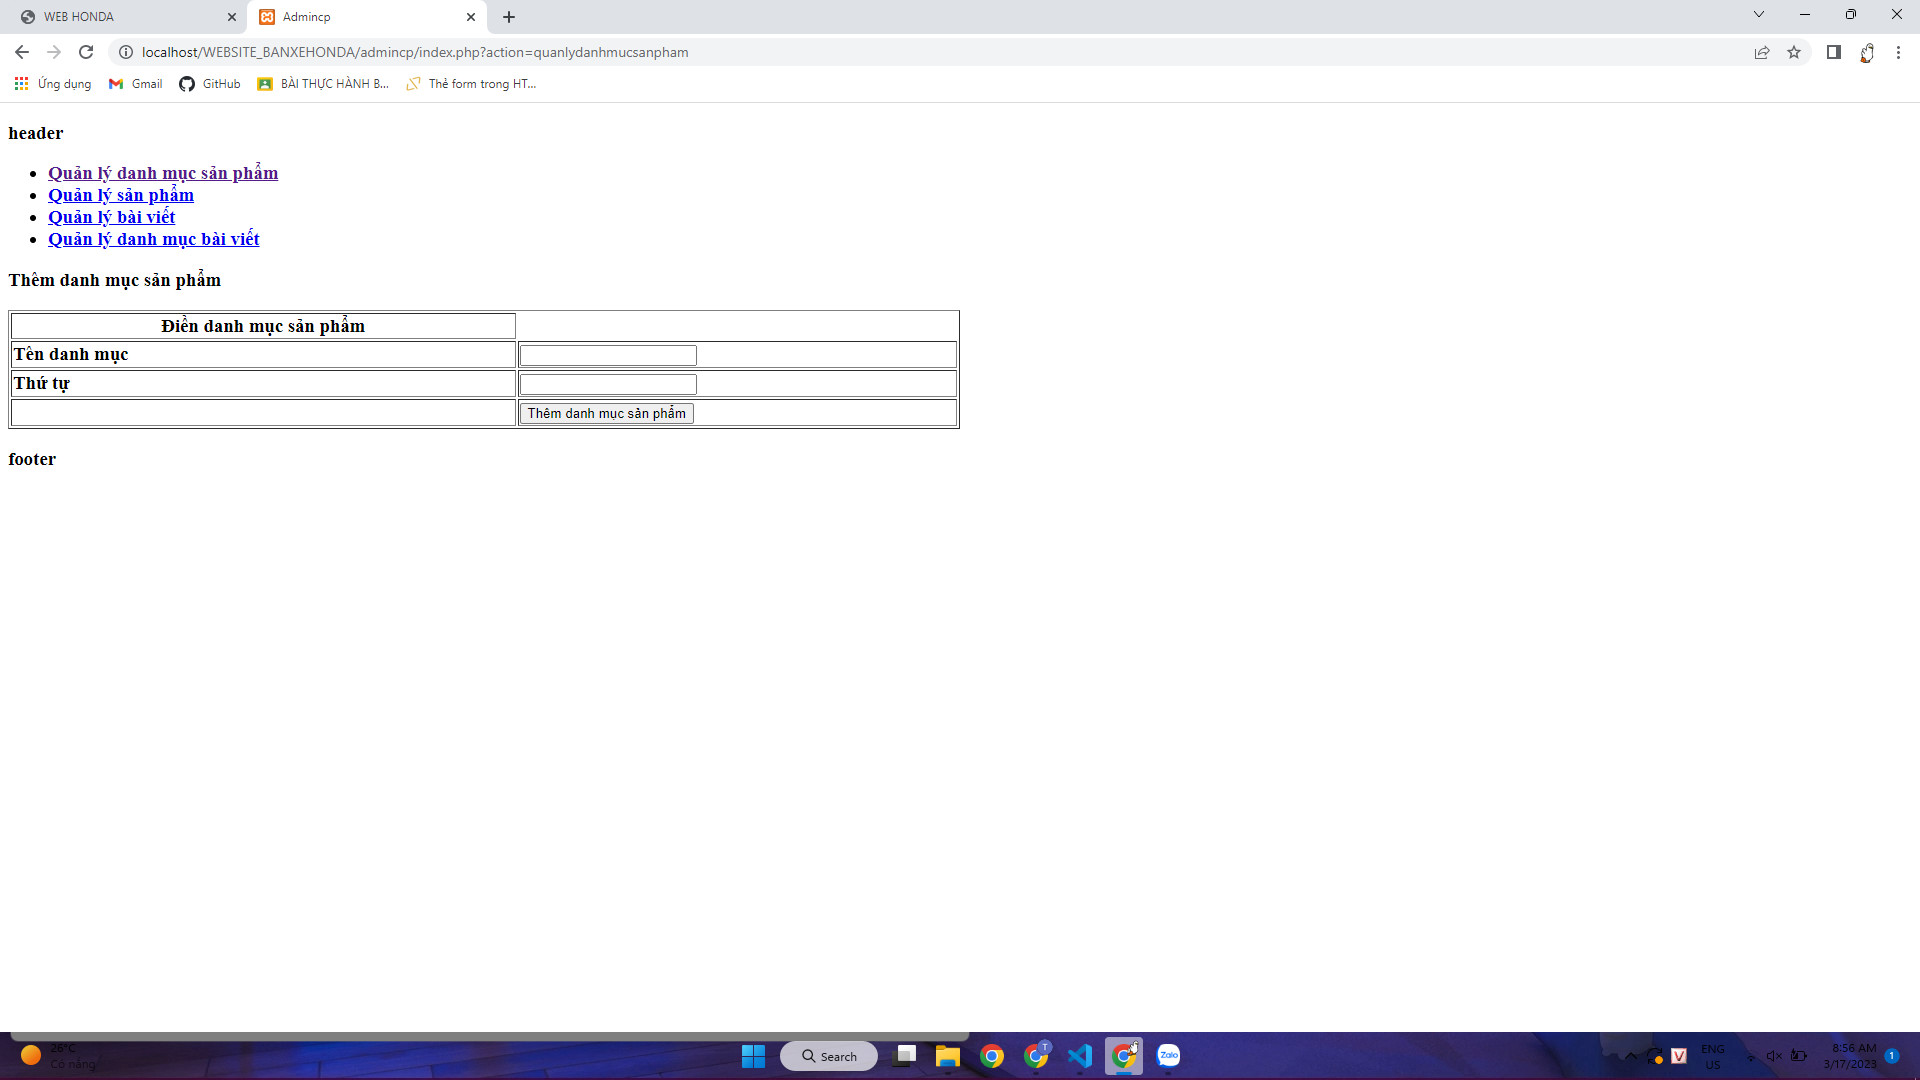 WEB HONDA
Admincp
localhost/WEBSITE_BANXEHONDA/admincp/index.php?action=quanlydanhmucsanpham
Ứng dụng
Gmail
GitHub
BÀI THỰC HÀNH B...
Thẻ form trong HT...
header
Quản lý danh mục sản phẩm
Quản lý sản phẩm
Quản lý bài viết
Quản lý danh mục bài viết
Thêm danh mục sản phẩm
Điền danh mục sản phẩm
Tên danh mục
Thứ tự
Thêm danh mục sản phẩm
footer
26°C
Có nắng
Search
T
Zalo
V
ENG
US
8:56 AM
3/17/2023
1